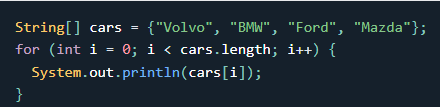 String[] cars = {"Volvo", "BMW", "Ford", "Mazda"};
for (int i = 0; i < cars.length; i++) {
  System.out.println(cars[i]);
}